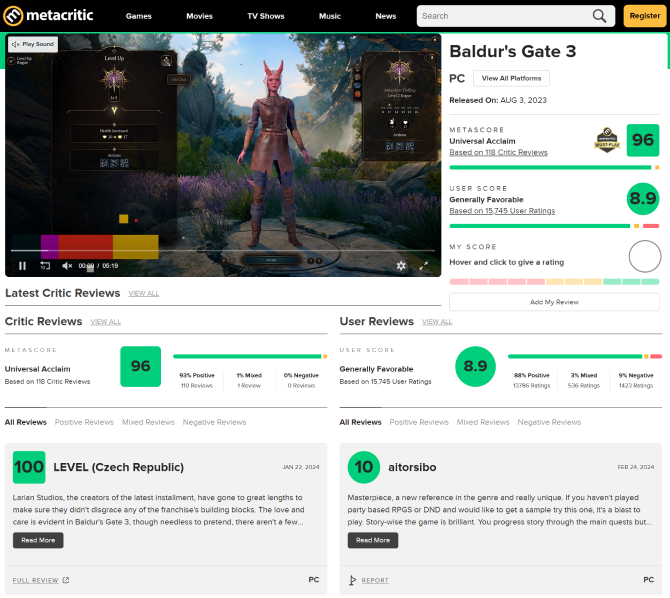 metacritic
Games
Movies
TV Shows
Music
News
Search
Register
Play Sound
Level Up
Level Up
Rogue
Health Increased
Actions
Level 2 Rogue
Actions
00:00 / 05:19
Baldur's Gate 3
PC
View All Platforms
Released On: AUG 3, 2023
METASCORE
Universal Acclaim
Based on 118 Critic Reviews
metacritic
MUST-PLAY
96
USER SCORE
Generally Favorable
Based on 15,745 User Ratings
8.9
MY SCORE
Hover and click to give a rating
Add My Review
Latest Critic Reviews
VIEW ALL
Critic Reviews
VIEW ALL
METASCORE
Universal Acclaim
Based on 118 Critic Reviews
96
93% Positive
110 Reviews
1% Mixed
1 Review
0% Negative
0 Reviews
All Reviews
Positive Reviews
Mixed Reviews
Negative Reviews
100
LEVEL (Czech Republic)
JAN 22, 2024
Larian Studios, the creators of the latest installment, have gone to great lengths to
make sure they didn't disgrace any of the franchise's building blocks. The love and
care is evident in Baldur's Gate 3, though needless to pretend, there aren't a few...
Read More
FULL REVIEW
PC
User Reviews
VIEW ALL
USER SCORE
Generally Favorable
Based on 15,745 User Ratings
8.9
88% Positive
13786 Ratings
3% Mixed
536 Ratings
9% Negative
1423 Ratings
All Reviews
Positive Reviews
Mixed Reviews
Negative Reviews
10
aitorsibo
FEB 24, 2024
Masterpiece, a new reference in the genre and really unique. If you haven't played
party based RPGS or DND and would like to get a sample try this one, it's a blast to
play. Story-wise the game is brilliant. You progress story through the main quests but...
Read More
REPORT
PC